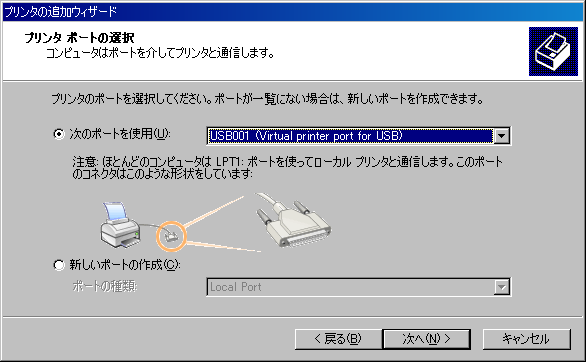 プリンタの追加ウィザード
プリンタ ポートの選択
コンピュータはポートを介してプリンタと通信します。
プリンタのポートを選択してください。ポートが一覧にない場合は、新しいポートを作成できます。
次のポートを使用(U):
USB001 (Virtual printer port for USB)
注意: ほとんどのコンピュータは LPT1: ポートを使ってローカル プリンタと通信します。このポート
のコネクタはこのような形状をしています:
新しいポートの作成(C):
ポートの種類:
Local Port
< 戻る(B)
次へ(N) >
キャンセル